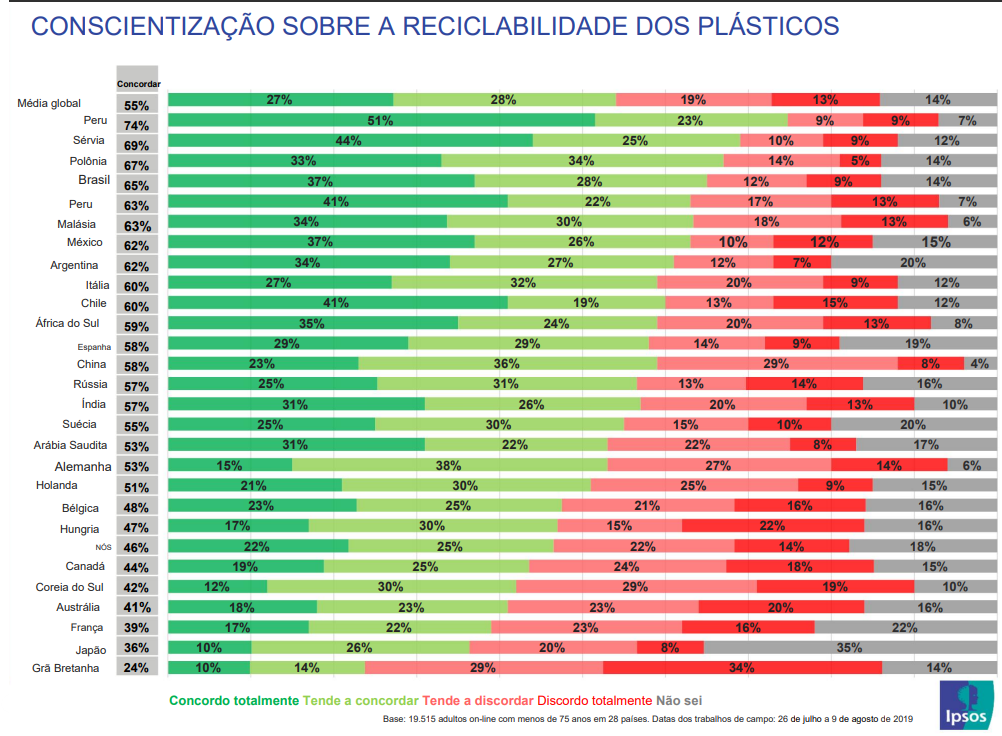 CONSCIENTIZAÇÃO SOBRE A RECICLABILIDADE DOS PLÁSTICOS
Concordar
Média global 55% 27% 28% 19% 13% 14%
Peru 74% 51% 23% 9% 9% 7%
Sérvia 69% 44% 25% 10% 9% 12%
Polônia 67% 33% 34% 14% 5% 14%
Brasil 65% 37% 28% 12% 9% 14%
Peru 63% 41% 22% 17% 13% 7%
Malásia 63% 34% 30% 18% 13% 6%
México 62% 37% 26% 10% 12% 15%
Argentina 62% 34% 27% 12% 7% 20%
Itália 60% 27% 32% 20% 9% 12%
Chile 60% 41% 19% 13% 15% 12%
África do Sul 59% 35% 24% 20% 13% 8%
Espanha 58% 29% 29% 14% 9% 19%
China 58% 23% 36% 29% 8% 4%
Rússia 57% 25% 31% 13% 14% 16%
Índia 57% 31% 26% 20% 13% 10%
Suécia 55% 25% 30% 15% 10% 20%
Arábia Saudita 53% 31% 22% 22% 8% 17%
Alemanha 53% 15% 38% 27% 14% 6%
Holanda 51% 21% 30% 25% 9% 15%
Bélgica 48% 23% 25% 21% 16% 16%
Hungria 47% 17% 30% 15% 22% 16%
NÓS 46% 22% 25% 22% 14% 18%
Canadá 44% 19% 25% 24% 18% 15%
Coreia do Sul 42% 12% 30% 29% 19% 10%
Austrália 41% 18% 23% 23% 20% 16%
França 39% 17% 22% 23% 16% 22%
Japão 36% 10% 26% 20% 8% 35%
Grã Bretanha 24% 10% 14% 29% 34% 14%
Concordo totalmente Tende a concordar Tende a discordar Discordo totalmente Não sei
Base: 19.515 adultos on-line com menos de 75 anos em 28 países. Datas dos trabalhos de campo: 26 de julho a 9 de agosto de 2019
Ipsos